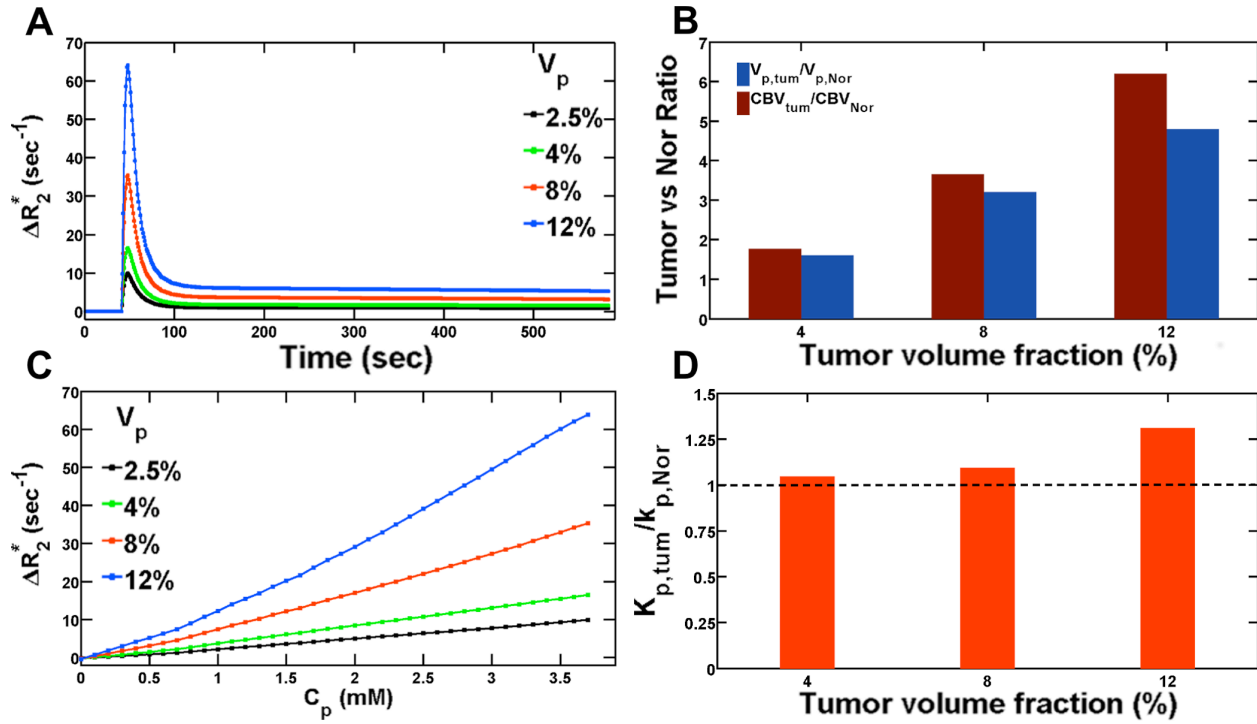 A
70
60
50
40
30
20
10
0
ΔR₂* (sec⁻¹)
Vₚ
2.5%
4%
8%
12%
0 100 200 300 400 500
Time (sec)
B
7
6
5
4
3
2
1
0
Tumor vs Nor Ratio
Vₚ,ₜᵤₘ/Vₚ,Nor
CBVₜᵤₘ/CBV_Nor
4 8 12
Tumor volume fraction (%)
C
70
60
50
40
30
20
10
0
ΔR₂* (sec⁻¹)
Vₚ
2.5%
4%
8%
12%
0 0.5 1 1.5 2 2.5 3 3.5
Cₚ (mM)
D
1.5
1.25
1
0.75
0.5
0.25
0
Kₚ,ₜᵤₘ/kₚ,Nor
4 8 12
Tumor volume fraction (%)